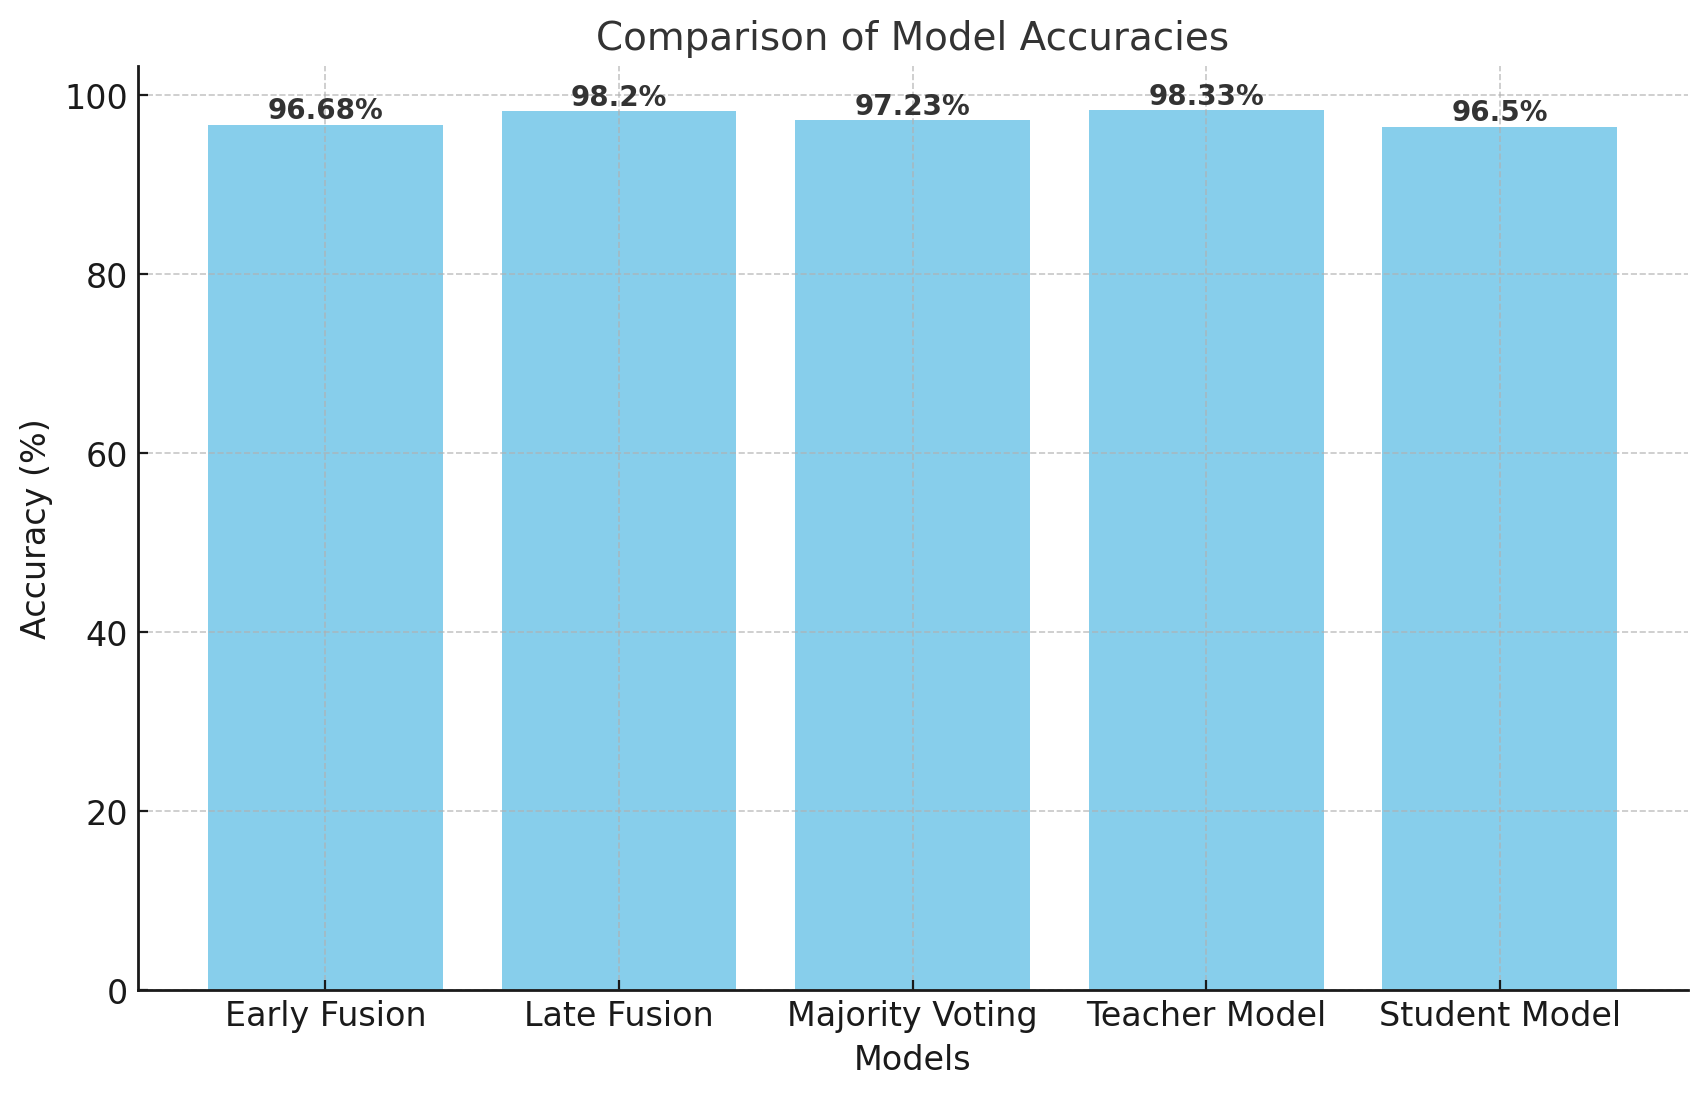 Comparison of Model Accuracies
Accuracy (%)
100
80
60
40
20
0
96.68%
98.2%
97.23%
98.33%
96.5%
Early Fusion
Late Fusion
Majority Voting
Teacher Model
Student Model
Models